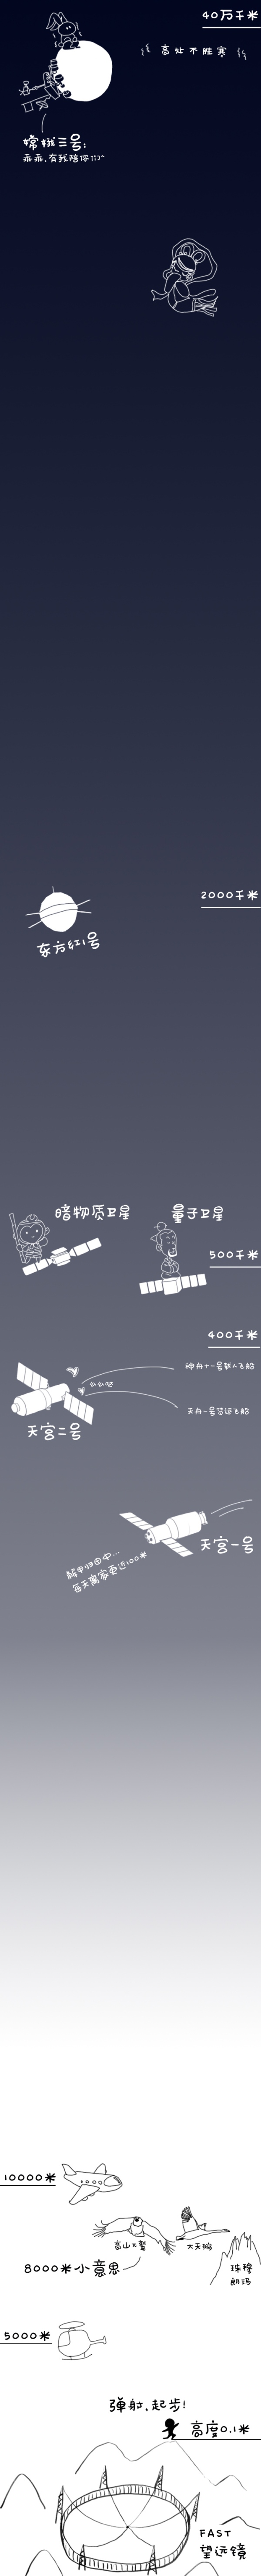 40万千米
高处不胜寒
嫦娥三号:
乖乖,有我陪你们~
2000千米
东方红1号
暗物质卫星
量子卫星
500千米
400千米
神舟十一号载人飞船
么么哒
天舟一号货运飞船
天宫二号
天宫一号
解甲归田中...
每天离家更近100米
10000米
高山兀鹫
大天鹅
8000米小意思
珠穆
朗玛
5000米
弹射,起步!
高度0.1米
FAST
望远镜